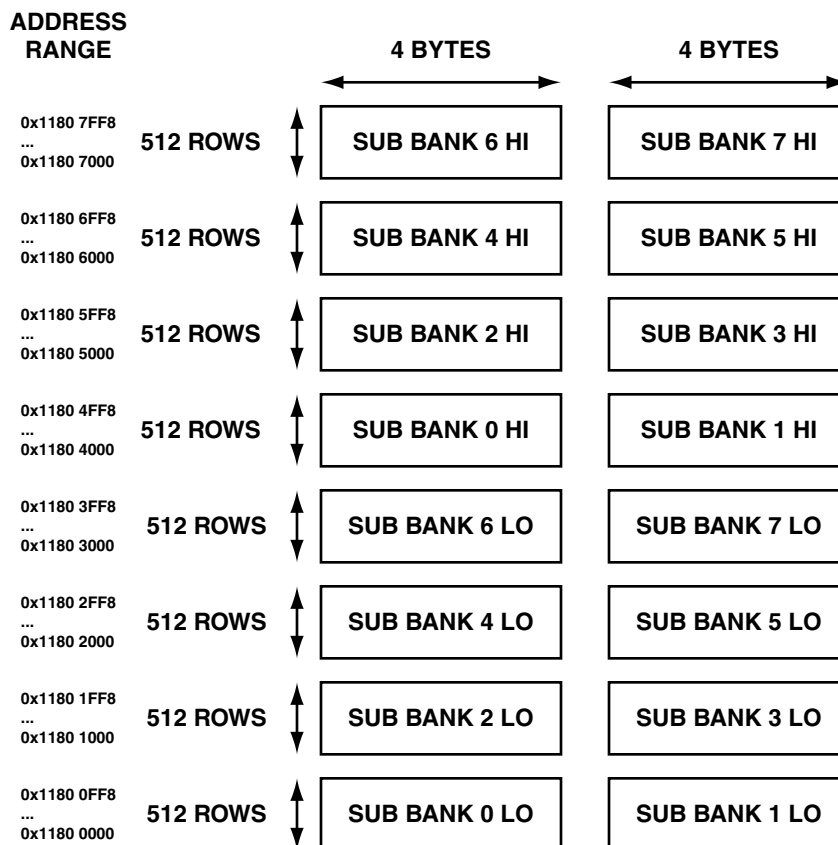 ADDRESS
RANGE
4 BYTES
4 BYTES
0x1180 7FF8
...
0x1180 7000
512 ROWS
SUB BANK 6 HI
SUB BANK 7 HI
0x1180 6FF8
...
0x1180 6000
512 ROWS
SUB BANK 4 HI
SUB BANK 5 HI
0x1180 5FF8
...
0x1180 5000
512 ROWS
SUB BANK 2 HI
SUB BANK 3 HI
0x1180 4FF8
...
0x1180 4000
512 ROWS
SUB BANK 0 HI
SUB BANK 1 HI
0x1180 3FF8
...
0x1180 3000
512 ROWS
SUB BANK 6 LO
SUB BANK 7 LO
0x1180 2FF8
...
0x1180 2000
512 ROWS
SUB BANK 4 LO
SUB BANK 5 LO
0x1180 1FF8
...
0x1180 1000
512 ROWS
SUB BANK 2 LO
SUB BANK 3 LO
0x1180 0FF8
...
0x1180 0000
512 ROWS
SUB BANK 0 LO
SUB BANK 1 LO